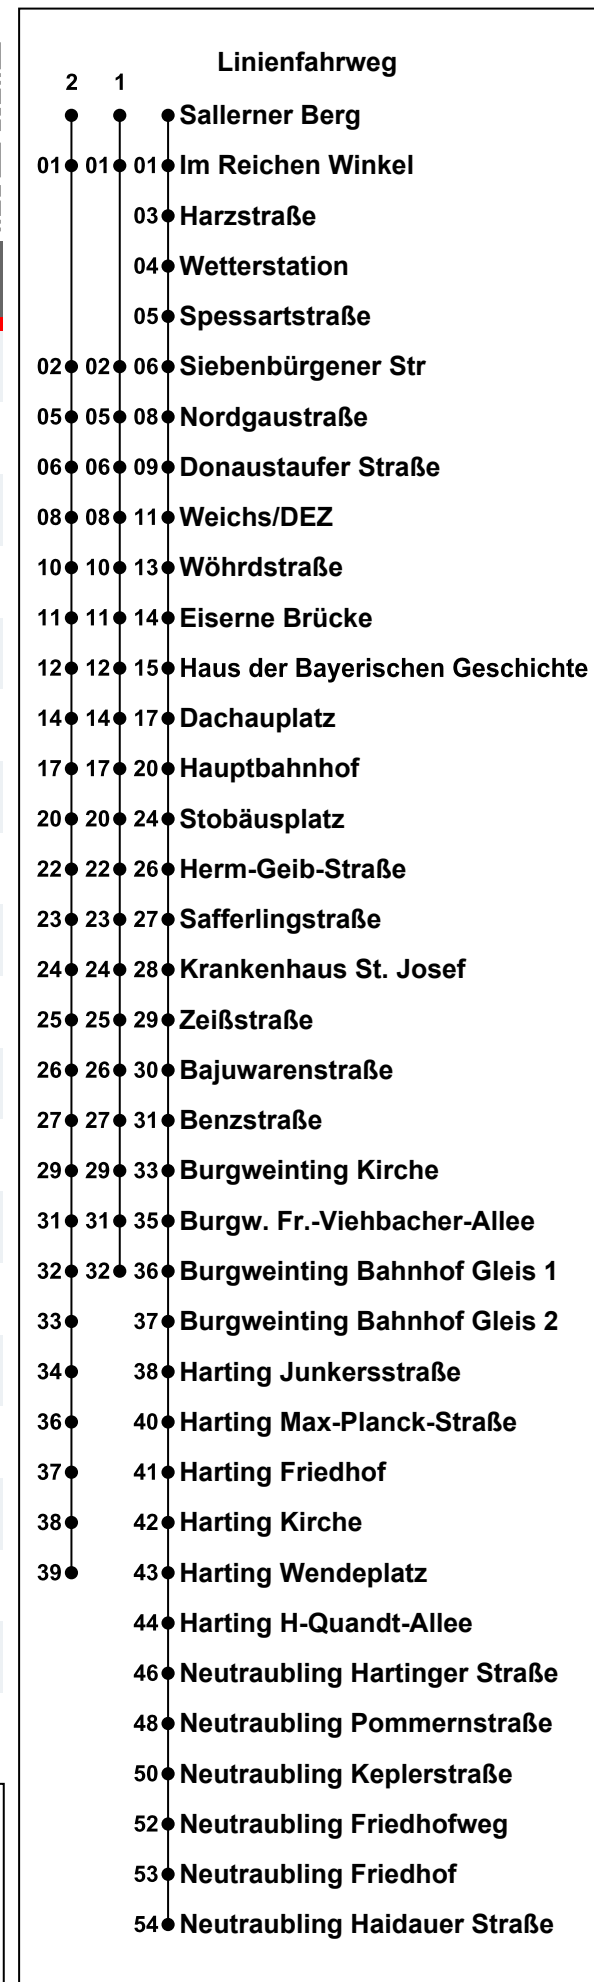 Linienfahrweg
2 1
Sallerner Berg
01 01 01 Im Reichen Winkel
03 Harzstraße
04 Wetterstation
05 Spessartstraße
02 02 06 Siebenbürgener Str
05 05 08 Nordgaustraße
06 06 09 Donaustaufer Straße
08 08 11 Weichs/DEZ
10 10 13 Wöhrdstraße
11 11 14 Eiserne Brücke
12 12 15 Haus der Bayerischen Geschichte
14 14 17 Dachauplatz
17 17 20 Hauptbahnhof
20 20 24 Stobäusplatz
22 22 26 Herm-Geib-Straße
23 23 27 Safferlingstraße
24 24 28 Krankenhaus St. Josef
25 25 29 Zeißstraße
26 26 30 Bajuwarenstraße
27 27 31 Benzstraße
29 29 33 Burgweinting Kirche
31 31 35 Burgw. Fr.-Viehbacher-Allee
32 32 36 Burgweinting Bahnhof Gleis 1
33 37 Burgweinting Bahnhof Gleis 2
34 38 Harting Junkersstraße
36 40 Harting Max-Planck-Straße
37 41 Harting Friedhof
38 42 Harting Kirche
39 43 Harting Wendeplatz
44 Harting H-Quandt-Allee
46 Neutraubling Hartinger Straße
48 Neutraubling Pommernstraße
50 Neutraubling Keplerstraße
52 Neutraubling Friedhofweg
53 Neutraubling Friedhof
54 Neutraubling Haidauer Straße